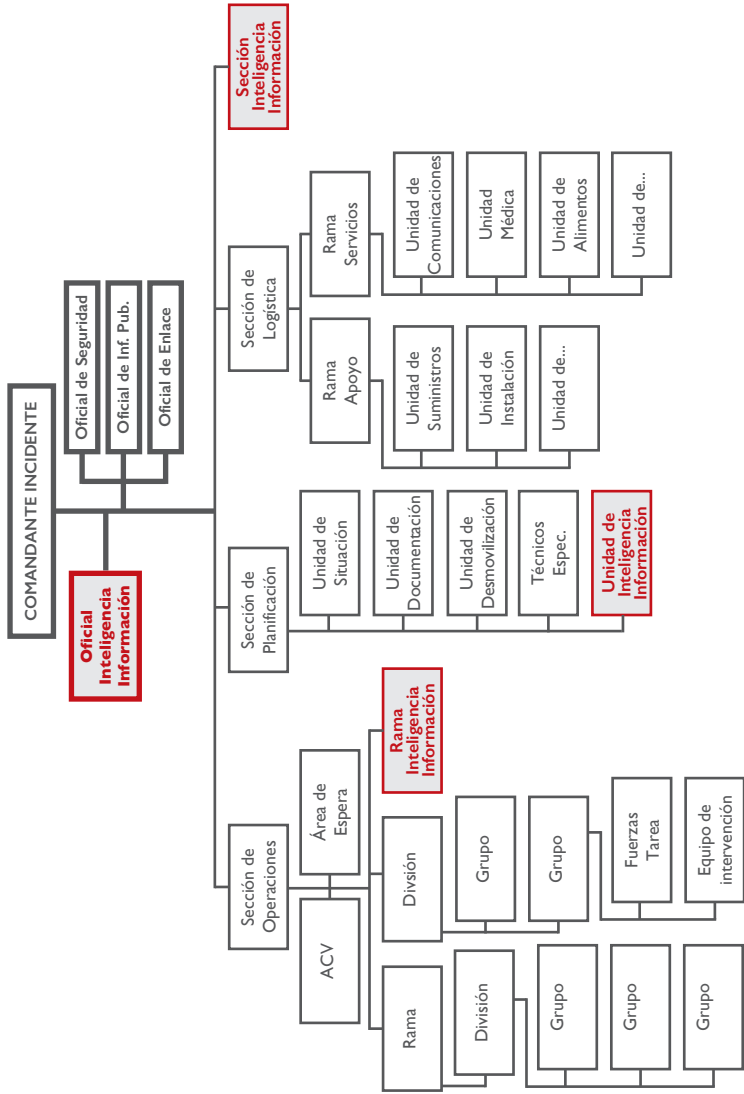 COMANDANTE INCIDENTE
Oficial
Inteligencia
Información
Oficial de Seguridad
Oficial de Inf. Pub.
Oficial de Enlace
Sección de
Operaciones
Sección de
Planificación
Sección de
Logística
Sección
Inteligencia
Información
ACV
Área de
Espera
Rama
Divsión
Rama
Inteligencia
Información
División
Grupo
Grupo
Grupo
Grupo
Grupo
Fuerzas
Tarea
Equipo de
intervención
Unidad de
Situación
Unidad de
Documentación
Unidad de
Desmovilización
Técnicos
Espec.
Unidad de
Inteligencia
Información
Rama
Apoyo
Unidad de
Suministros
Unidad de
Instalación
Unidad de...
Rama
Servicios
Unidad de
Comunicaciones
Unidad
Médica
Unidad de
Alimentos
Unidad de...